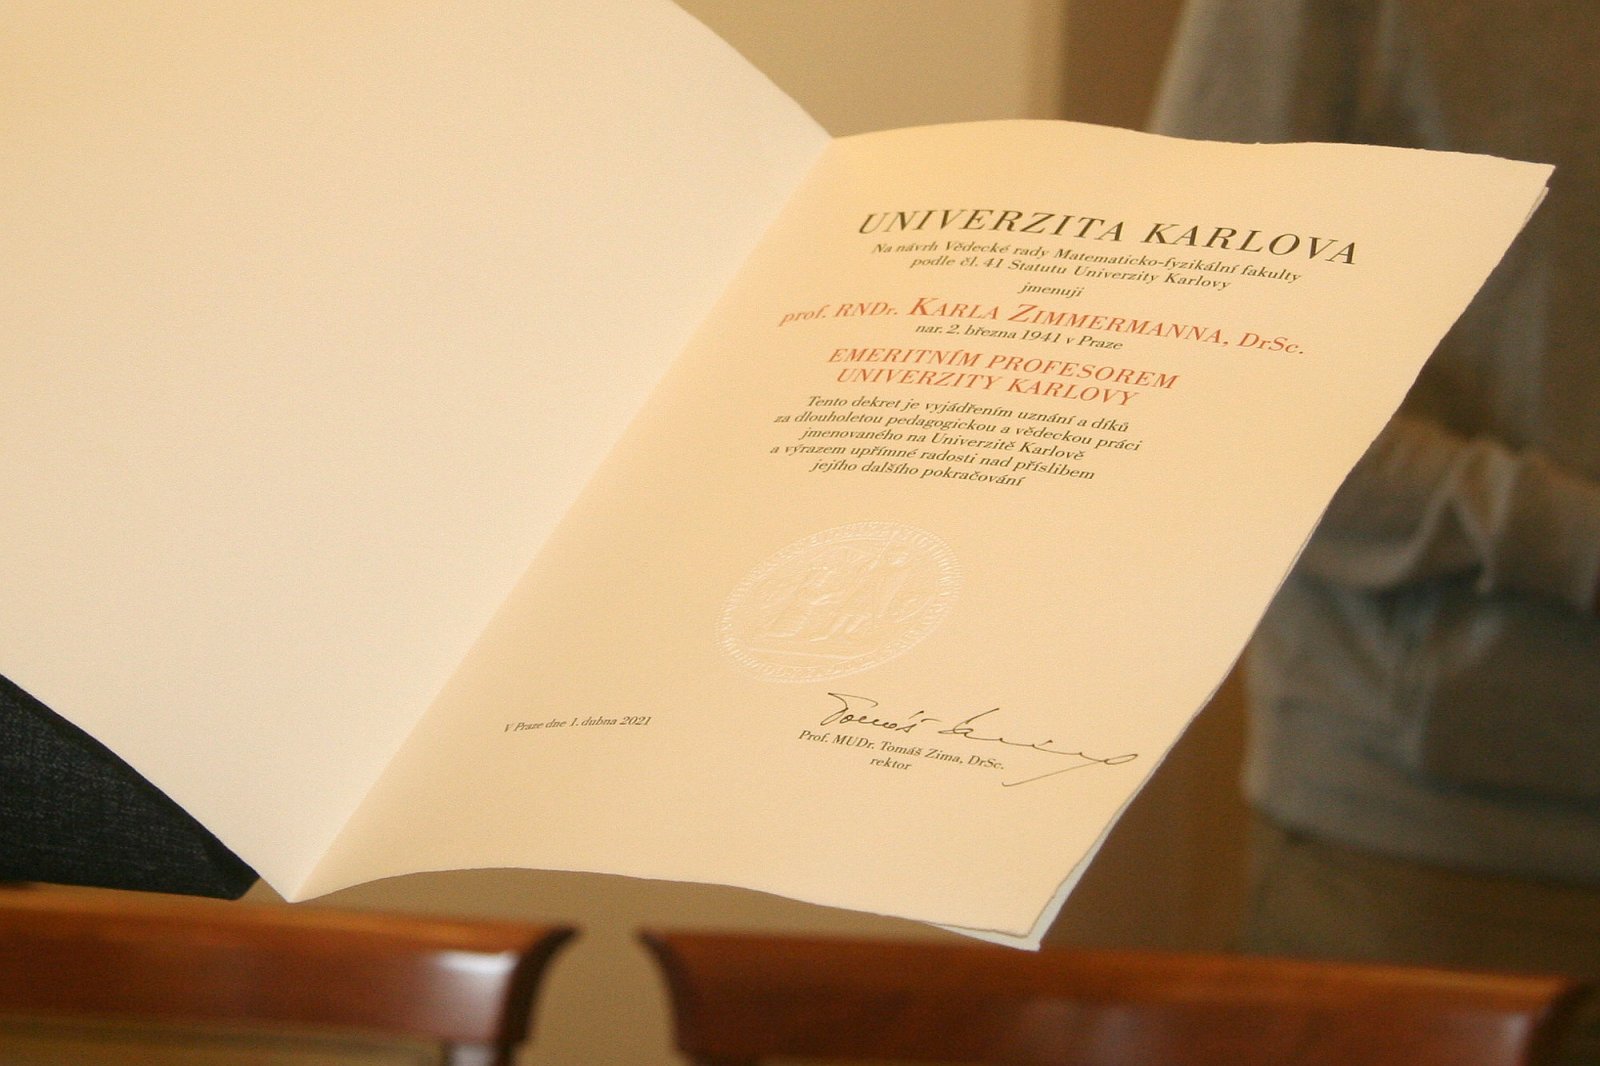 UNIVERZITA KARLOVA
Na návrh Vědecké rady Matematicko-fyzikální fakulty
podle čl. 41 Statutu Univerzity Karlovy
jmenuji
prof. RNDr. KARLA ZIMMERMANNA, DrSc.
nar. 2. března 1941 v Praze
EMERITNÍM PROFESOREM
UNIVERZITY KARLOVY
Tento dekret je vyjádřením uznání a díků
za dlouholetou pedagogickou a vědeckou práci
jmenovaného na Univerzitě Karlově
a výrazem upřímné radosti nad příslibem
jejího dalšího pokračování
V Praze dne 1. dubna 2021
Tomáš Zima
Prof. MUDr. Tomáš Zima, DrSc.
rektor